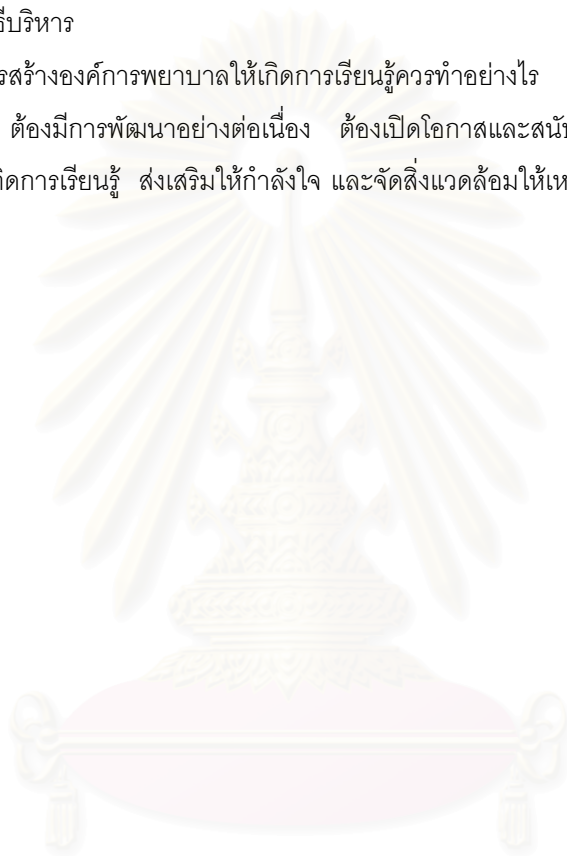 ธีบริหาร
รสร้างองค์การพยาบาลให้เกิดการเรียนรู้ควรทำอย่างไร
ต้องมีการพัฒนาอย่างต่อเนื่อง ต้องเปิดโอกาสและสนับ
กิดการเรียนรู้ ส่งเสริมให้กำลังใจ และจัดสิ่งแวดล้อมให้เห